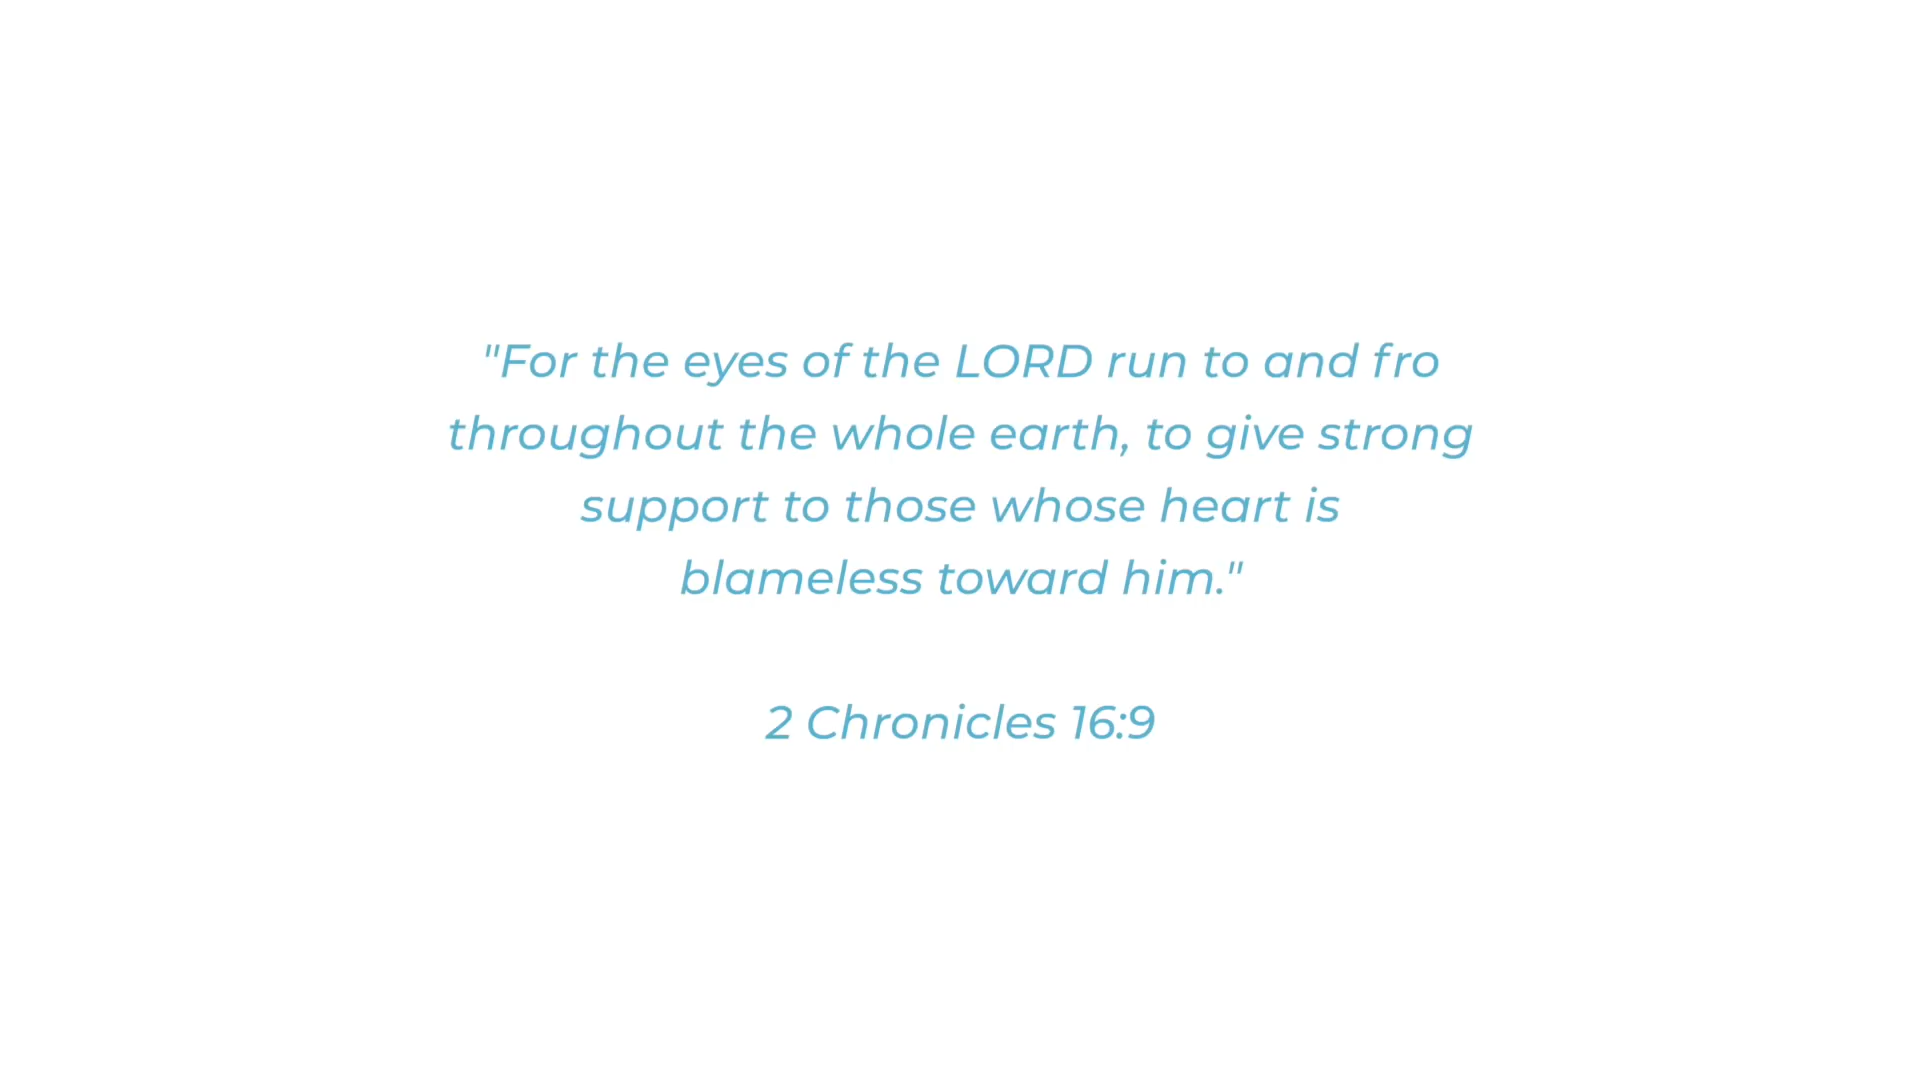 "For the eyes of the LORD run to and fro
throughout the whole earth, to give strong
support to those whose heart is
blameless toward him."
2 Chronicles 16:9